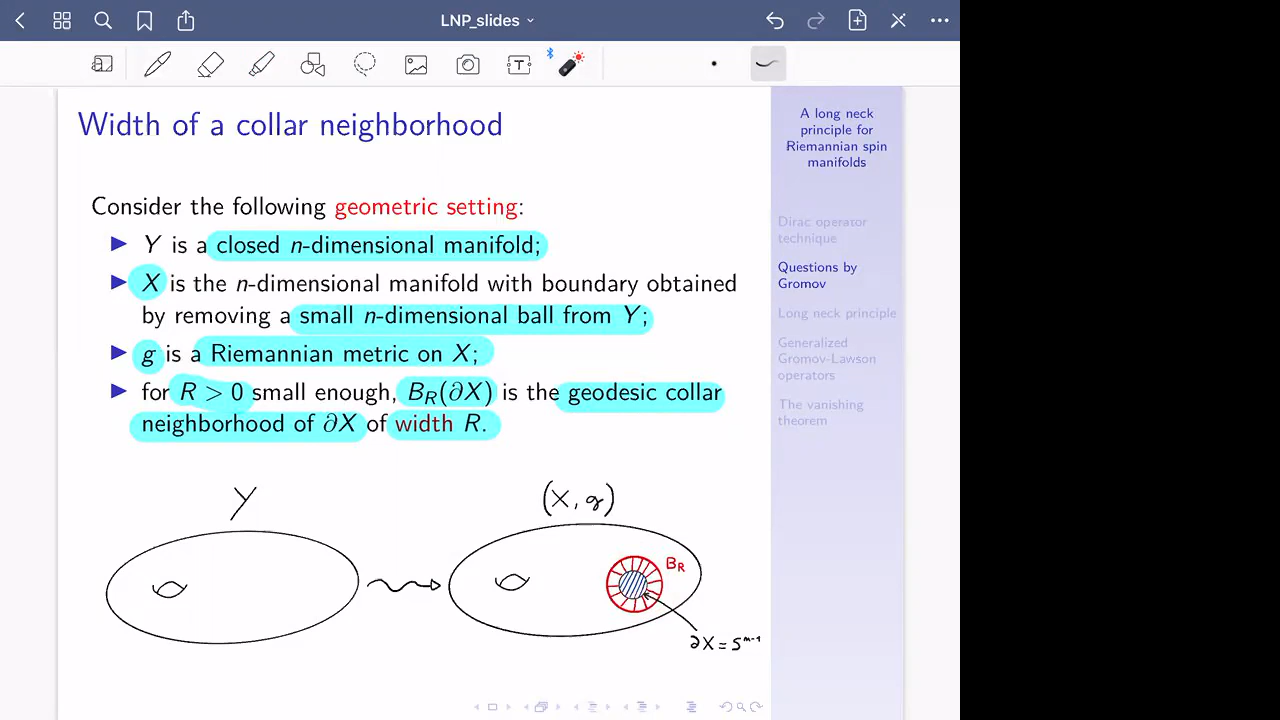 LNP_slides
T
Width of a collar neighborhood
Consider the following geometric setting:
▶ Y is a closed n-dimensional manifold;
▶ X is the n-dimensional manifold with boundary obtained
by removing a small n-dimensional ball from Y;
▶ g is a Riemannian metric on X;
▶ for R > 0 small enough, B_R(∂X) is the geodesic collar
neighborhood of ∂X of width R.
Y
(X, g)
B_R
∂X = S^{n-1}
A long neck
principle for
Riemannian spin
manifolds
Dirac operator
technique
Questions by
Gromov
Long neck principle
Generalized
Gromov-Lawson
operators
The vanishing
theorem